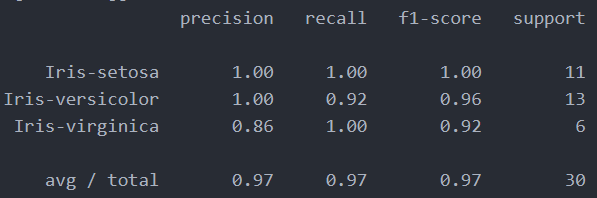 precision recall f1-score support
Iris-setosa 1.00 1.00 1.00 11
Iris-versicolor 1.00 0.92 0.96 13
Iris-virginica 0.86 1.00 0.92 6
avg / total 0.97 0.97 0.97 30